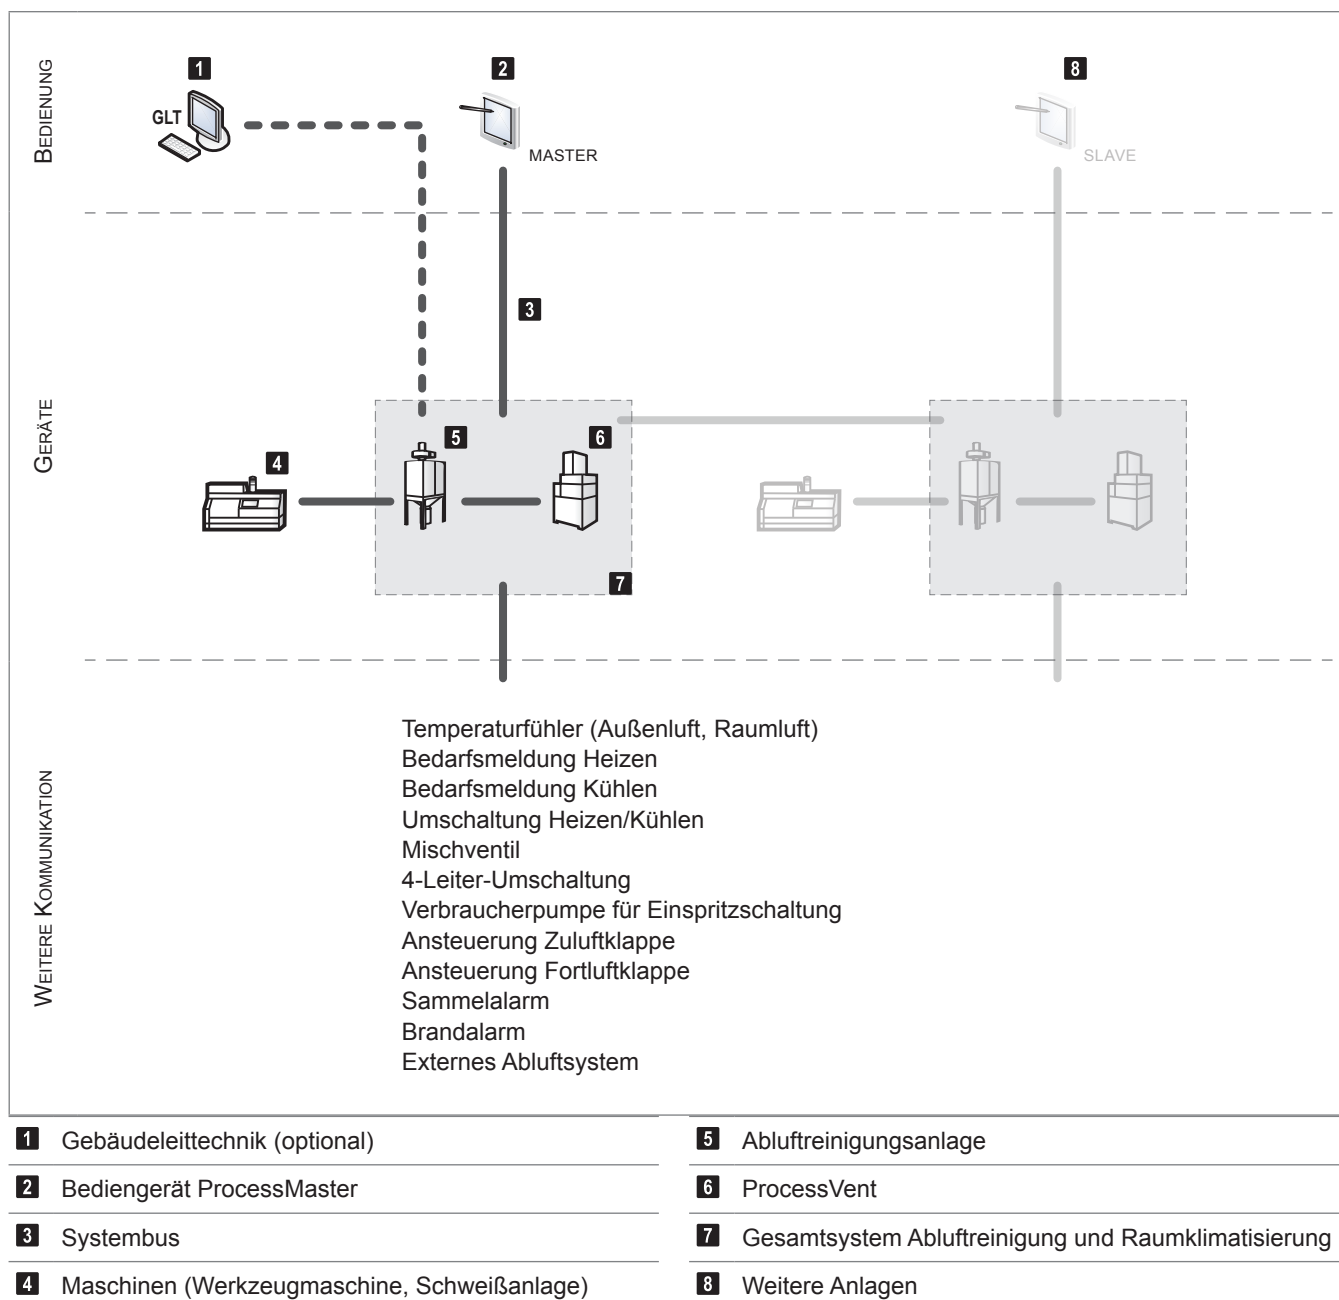 BEDIENUNG
1
2
8
GLT
MASTER
SLAVE
3
GERÄTE
4
5
6
7
WEITERE KOMMUNIKATION
Temperaturfühler (Außenluft, Raumluft)
Bedarfsmeldung Heizen
Bedarfsmeldung Kühlen
Umschaltung Heizen/Kühlen
Mischventil
4-Leiter-Umschaltung
Verbraucherpumpe für Einspritzschaltung
Ansteuerung Zuluftklappe
Ansteuerung Fortluftklappe
Sammelalarm
Brandalarm
Externes Abluftsystem
1 Gebäudeleittechnik (optional)
2 Bediengerät ProcessMaster
3 Systembus
4 Maschinen (Werkzeugmaschine, Schweißanlage)
5 Abluftreinigungsanlage
6 ProcessVent
7 Gesamtsystem Abluftreinigung und Raumklimatisierung
8 Weitere Anlagen